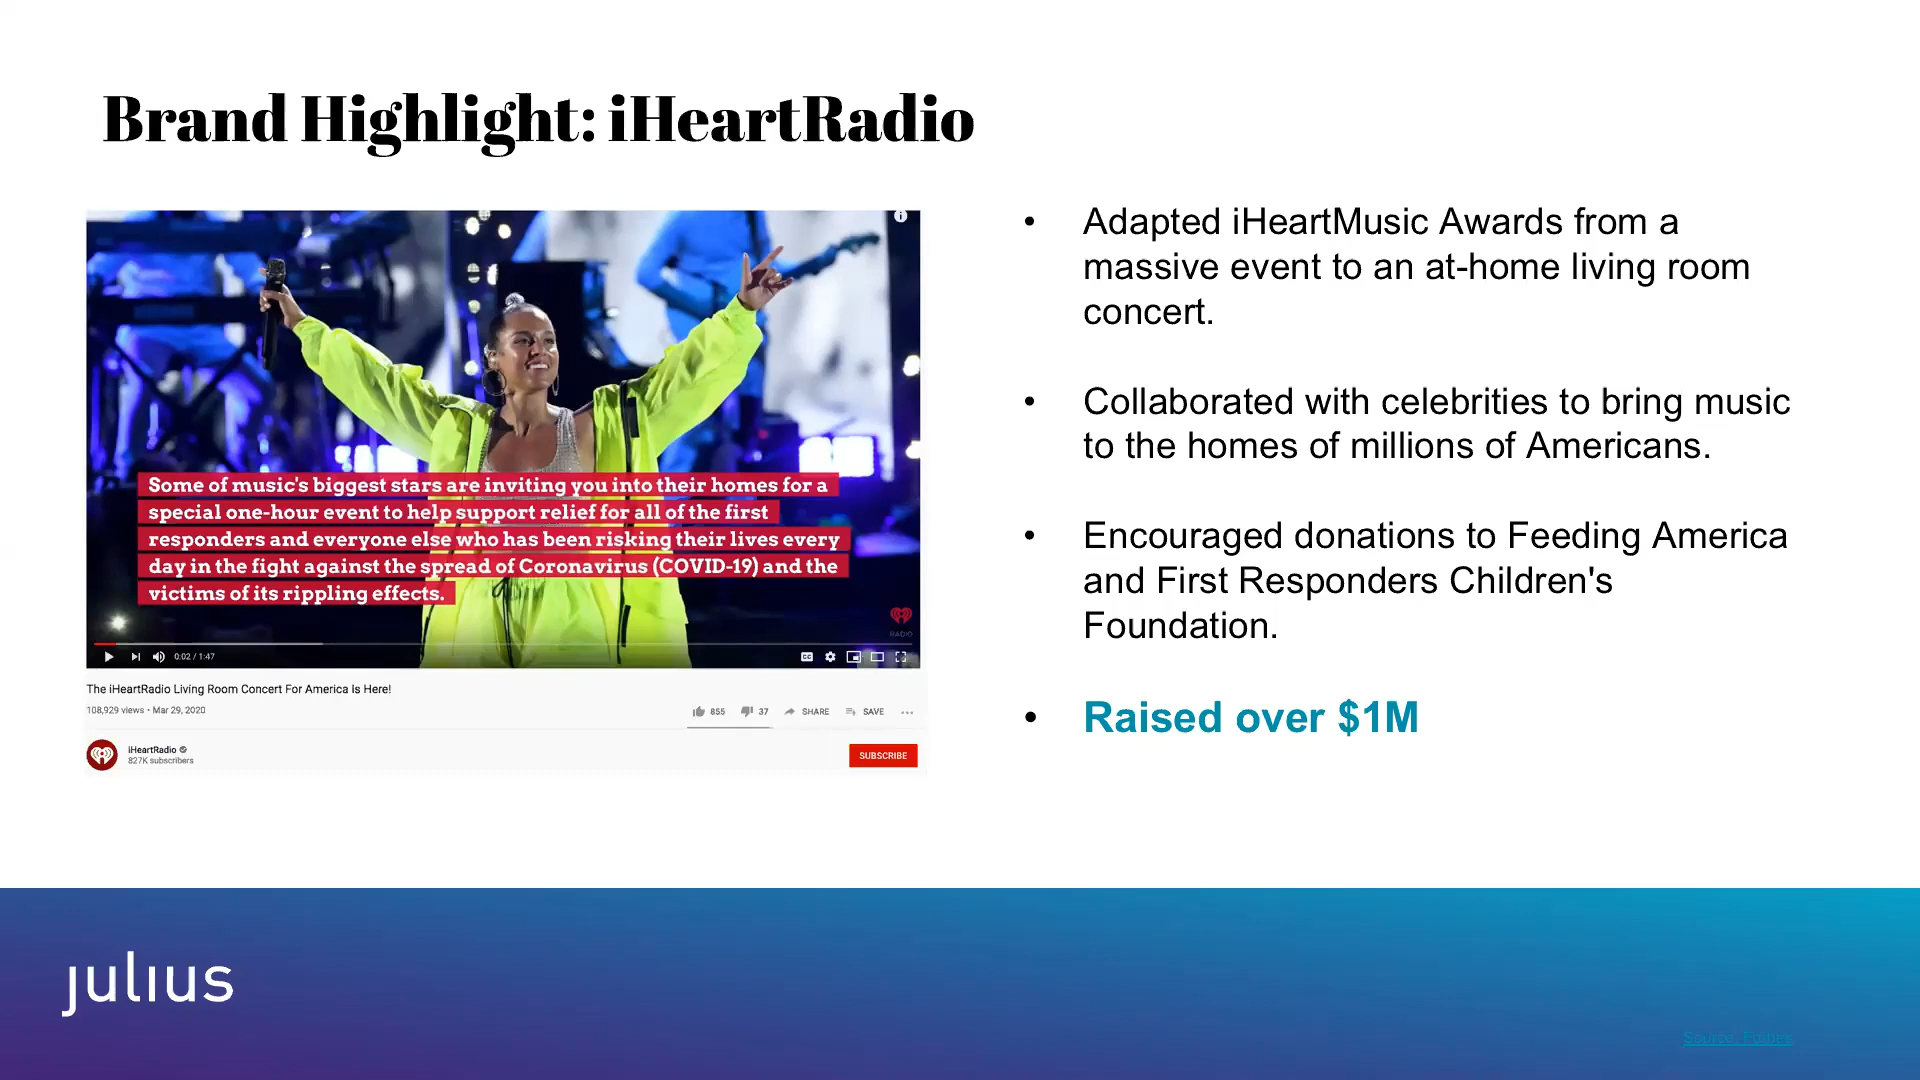 Brand Highlight: iHeartRadio
Some of music's biggest stars are inviting you into their homes for a
special one-hour event to help support relief for all of the first
responders and everyone else who has been risking their lives every
day in the fight against the spread of Coronavirus (COVID-19) and the
victims of its rippling effects.
RADIO
0:02 / 1:47
CC
The iHeartRadio Living Room Concert For America Is Here!
108,929 views • Mar 29, 2020
855 37 SHARE SAVE
iHeartRadio
827K subscribers
SUBSCRIBE
• Adapted iHeartMusic Awards from a
massive event to an at-home living room
concert.
• Collaborated with celebrities to bring music
to the homes of millions of Americans.
• Encouraged donations to Feeding America
and First Responders Children's
Foundation.
• Raised over $1M
julius
Source: Forbes